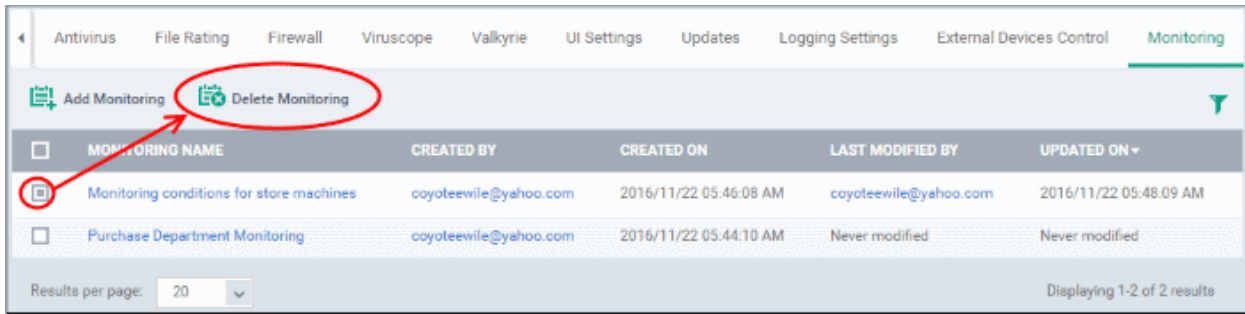 Antivirus File Rating Firewall Viruscope Valkyrie UI Settings Updates Logging Settings External Devices Control Monitoring
Add Monitoring Delete Monitoring
MONITORING NAME CREATED BY CREATED ON LAST MODIFIED BY UPDATED ON
Monitoring conditions for store machines coyoteewile@yahoo.com 2016/11/22 05:46:08 AM coyoteewile@yahoo.com 2016/11/22 05:48:09 AM
Purchase Department Monitoring coyoteewile@yahoo.com 2016/11/22 05:44:10 AM Never modified Never modified
Results per page: 20 Displaying 1-2 of 2 results